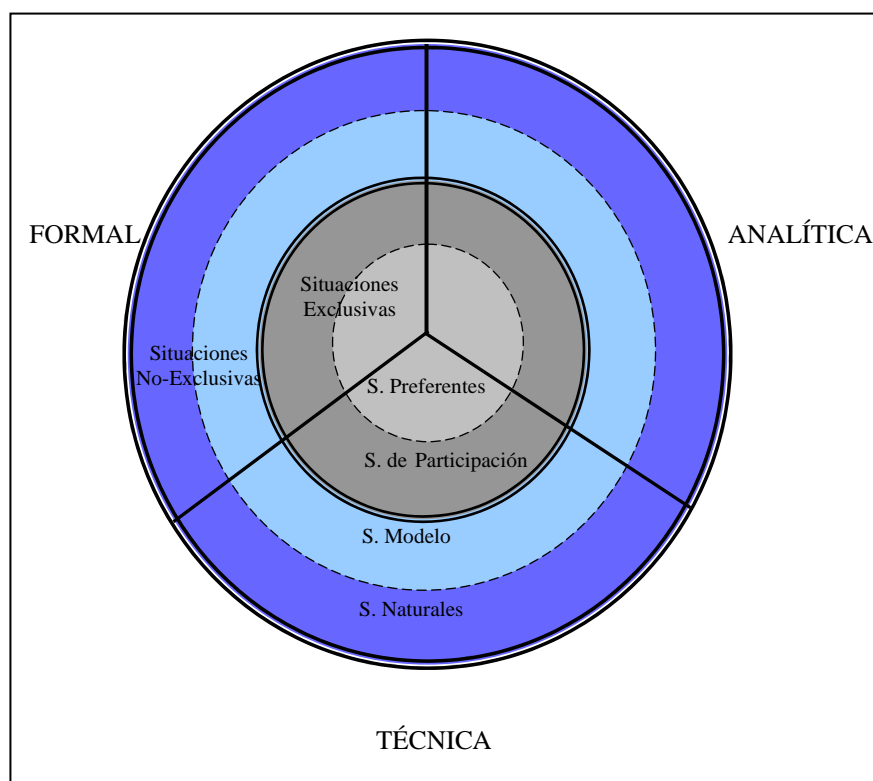 FORMAL
ANALÍTICA
Situaciones
Exclusivas
Situaciones
No-Exclusivas
S. Preferentes
S. de Participación
S. Modelo
S. Naturales
TÉCNICA